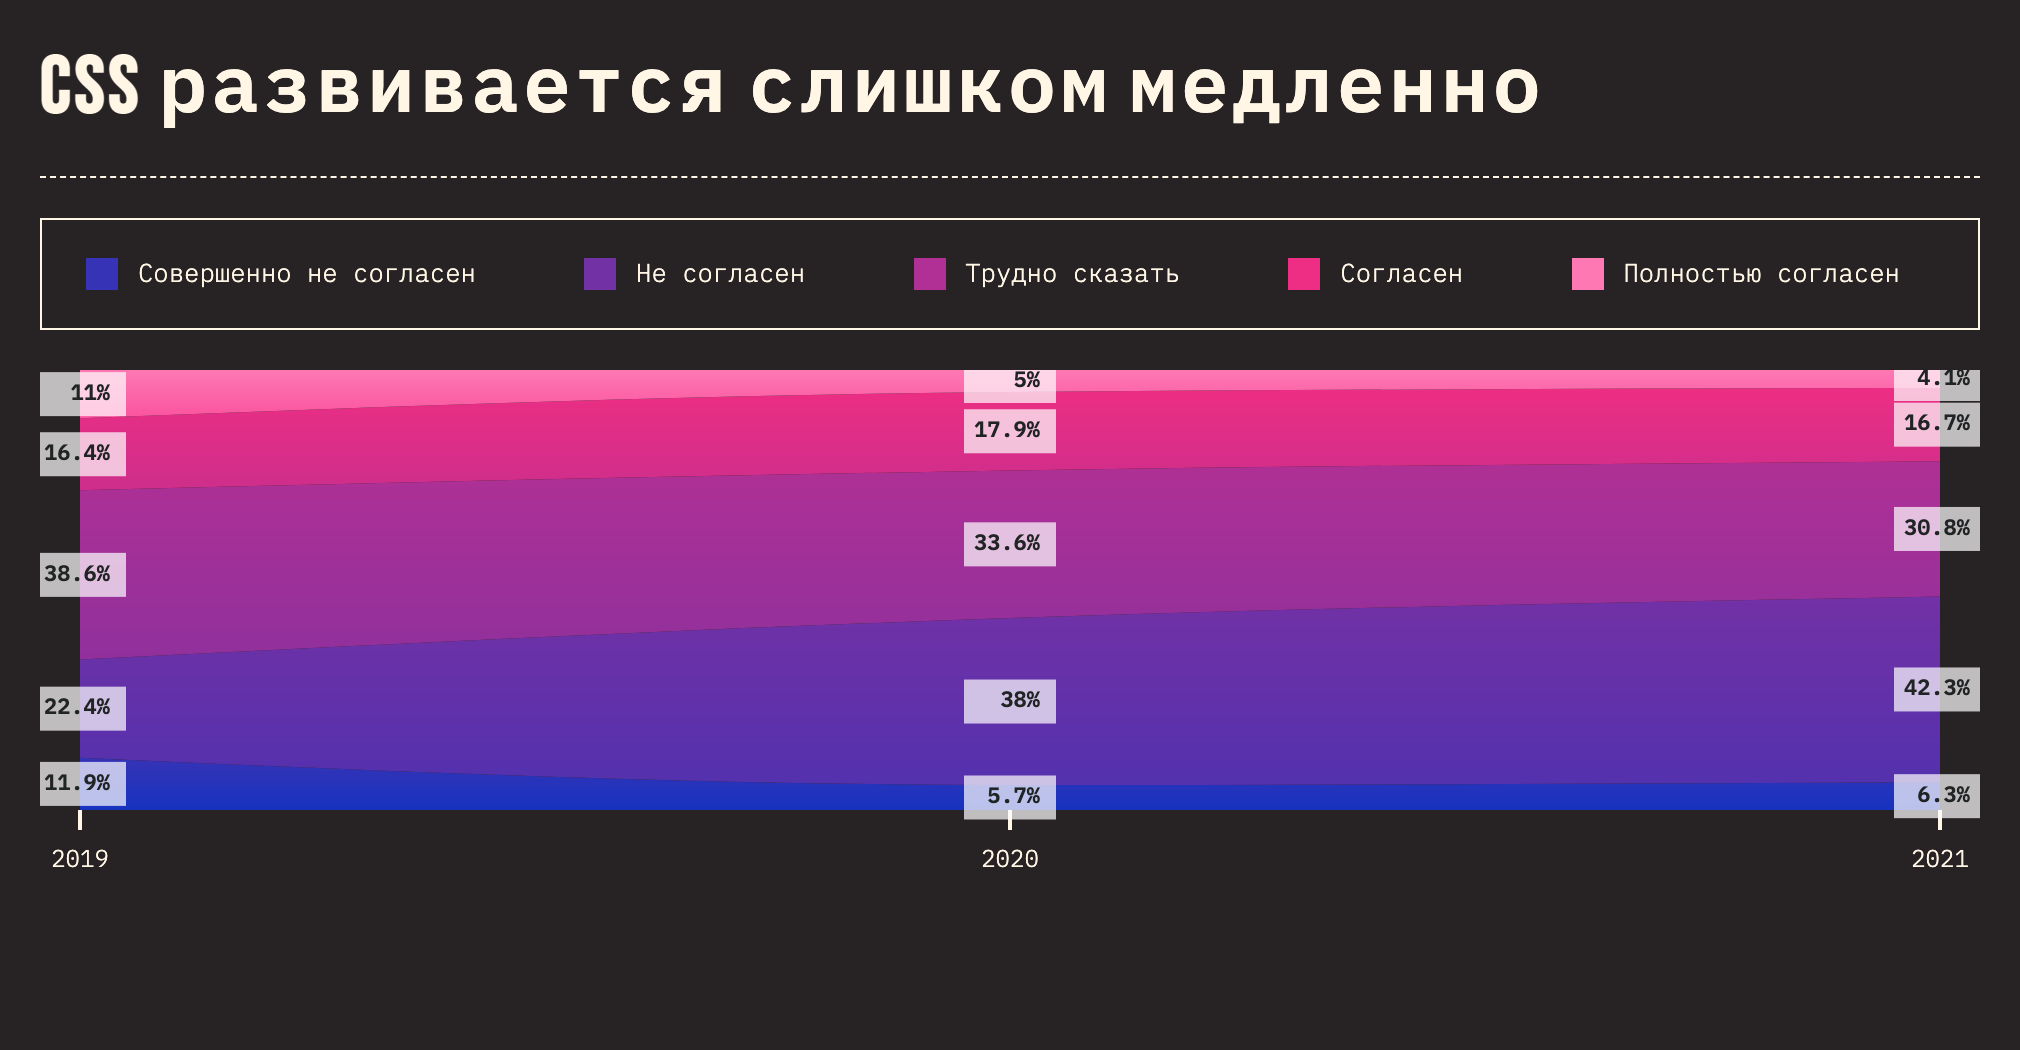 CSS развивается слишком медленно
Совершенно не согласен Не согласен Трудно сказать Согласен Полностью согласен
11% 5% 4.1%
16.4% 17.9% 16.7%
38.6% 33.6% 30.8%
22.4% 38% 42.3%
11.9% 5.7% 6.3%
2019 2020 2021